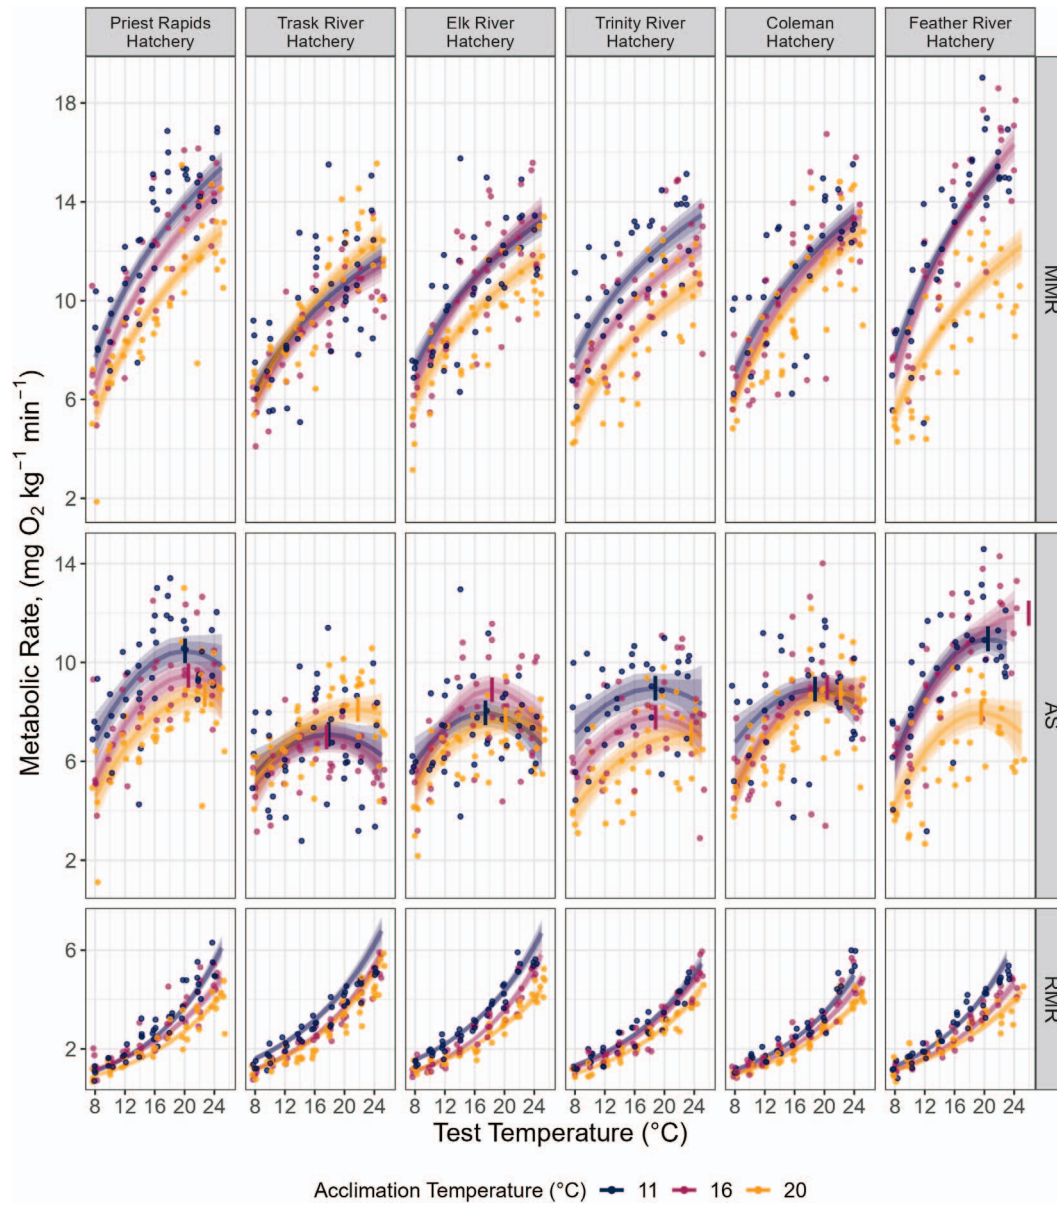 Priest Rapids
Hatchery
Trask River
Hatchery
Elk River
Hatchery
Trinity River
Hatchery
Coleman
Hatchery
Feather River
Hatchery
Metabolic Rate, (mg O₂ kg⁻¹ min⁻¹)
18
14
10
6
2
MMR
14
10
6
2
AS
6
2
RMR
8 12 16 20 24
8 12 16 20 24
8 12 16 20 24
8 12 16 20 24
8 12 16 20 24
8 12 16 20 24
Test Temperature (°C)
Acclimation Temperature (°C) 11 16 20